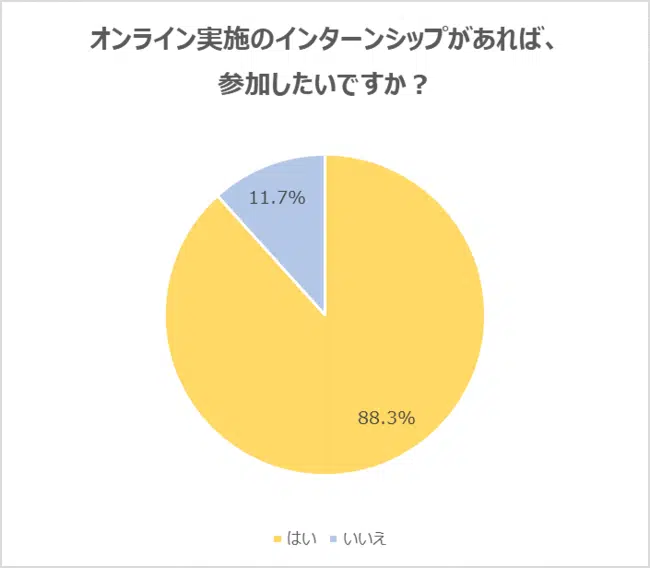 オンライン実施のインターンシップがあれば、
参加したいですか？
11.7%
88.3%
はい いいえ